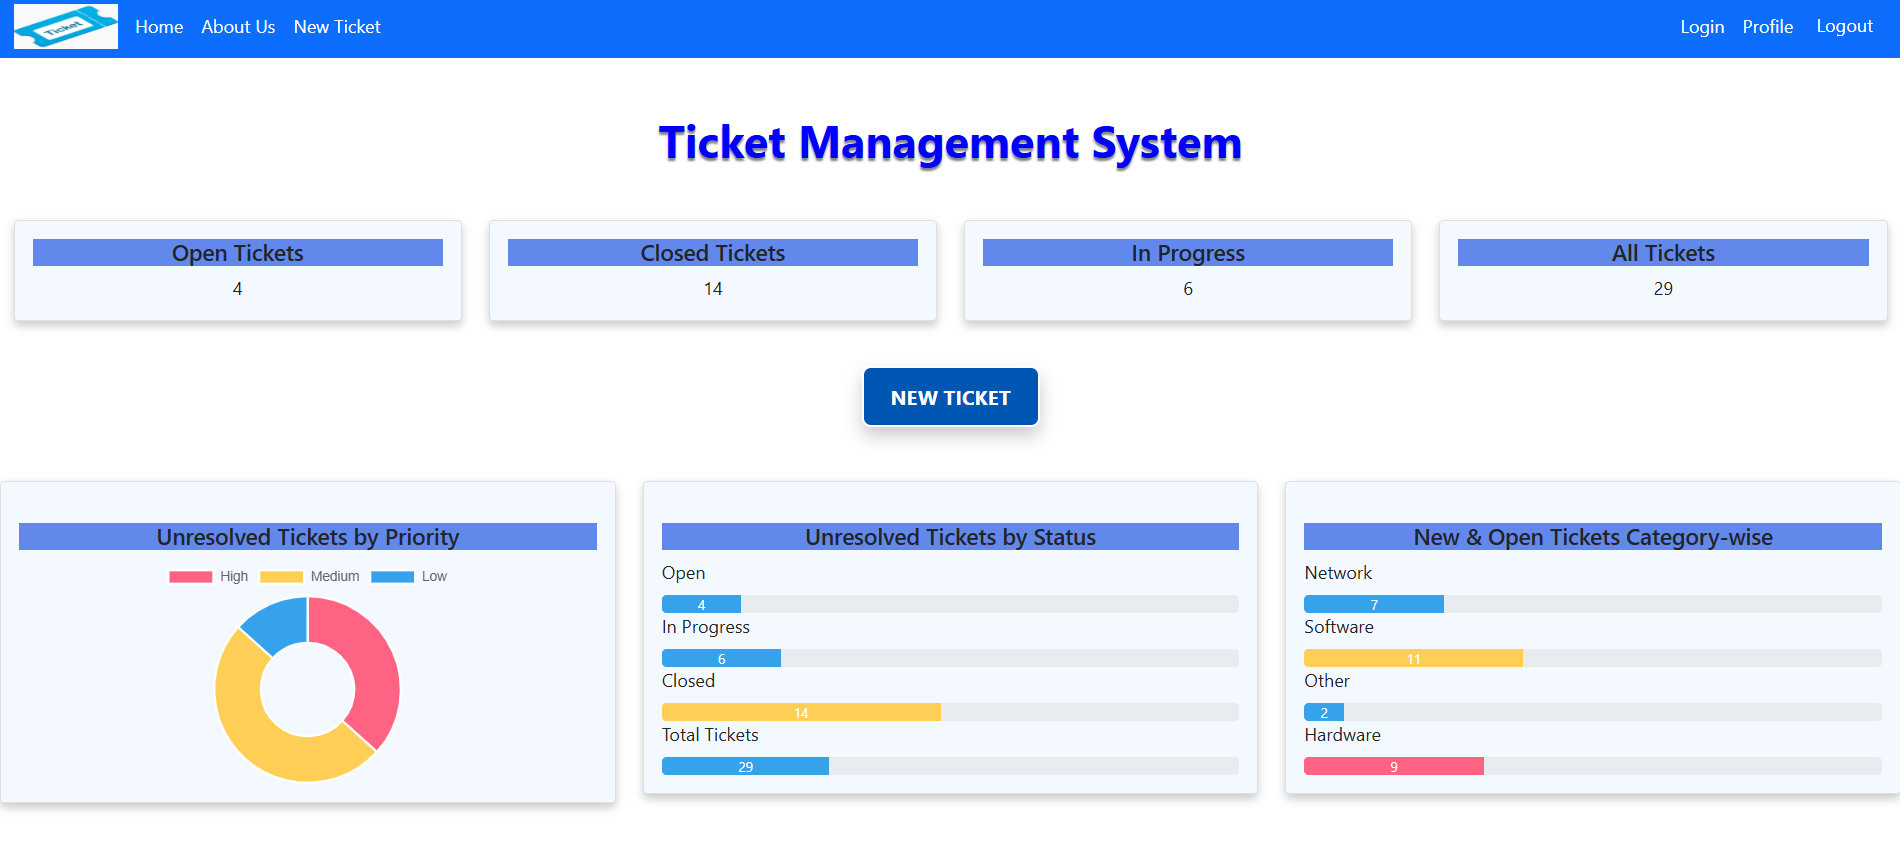 Ticket Home About Us New Ticket Login Profile Logout
Ticket Management System
Open Tickets
4
Closed Tickets
14
In Progress
6
All Tickets
29
NEW TICKET
Unresolved Tickets by Priority
High Medium Low
Unresolved Tickets by Status
Open
4
In Progress
6
Closed
14
Total Tickets
29
New & Open Tickets Category-wise
Network
7
Software
11
Other
2
Hardware
9